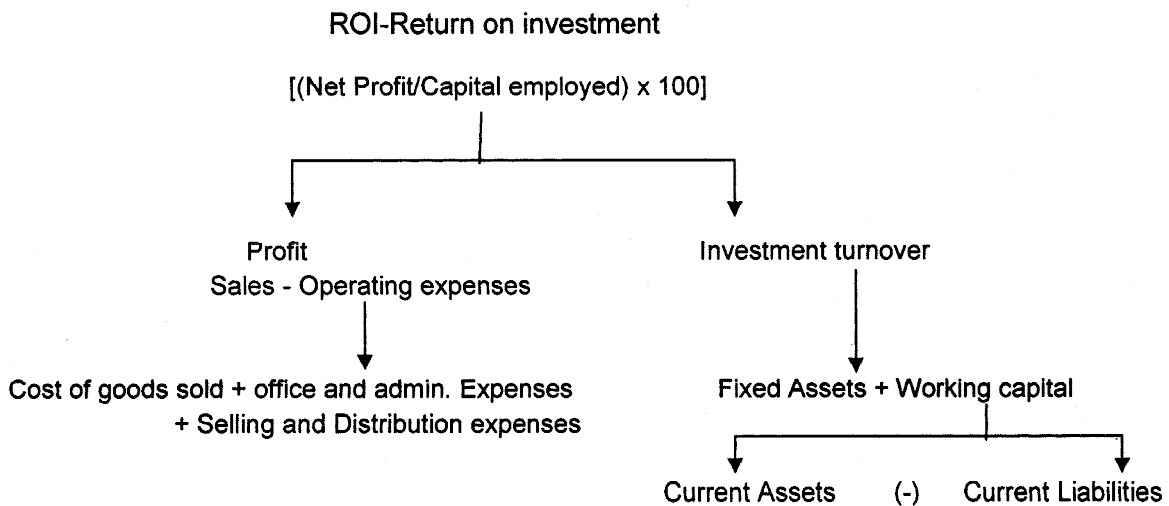 ROI-Return on investment
[(Net Profit/Capital employed) x 100]
Profit
Sales - Operating expenses
Investment turnover
Cost of goods sold + office and admin. Expenses
+ Selling and Distribution expenses
Fixed Assets + Working capital
Current Assets (-) Current Liabilities